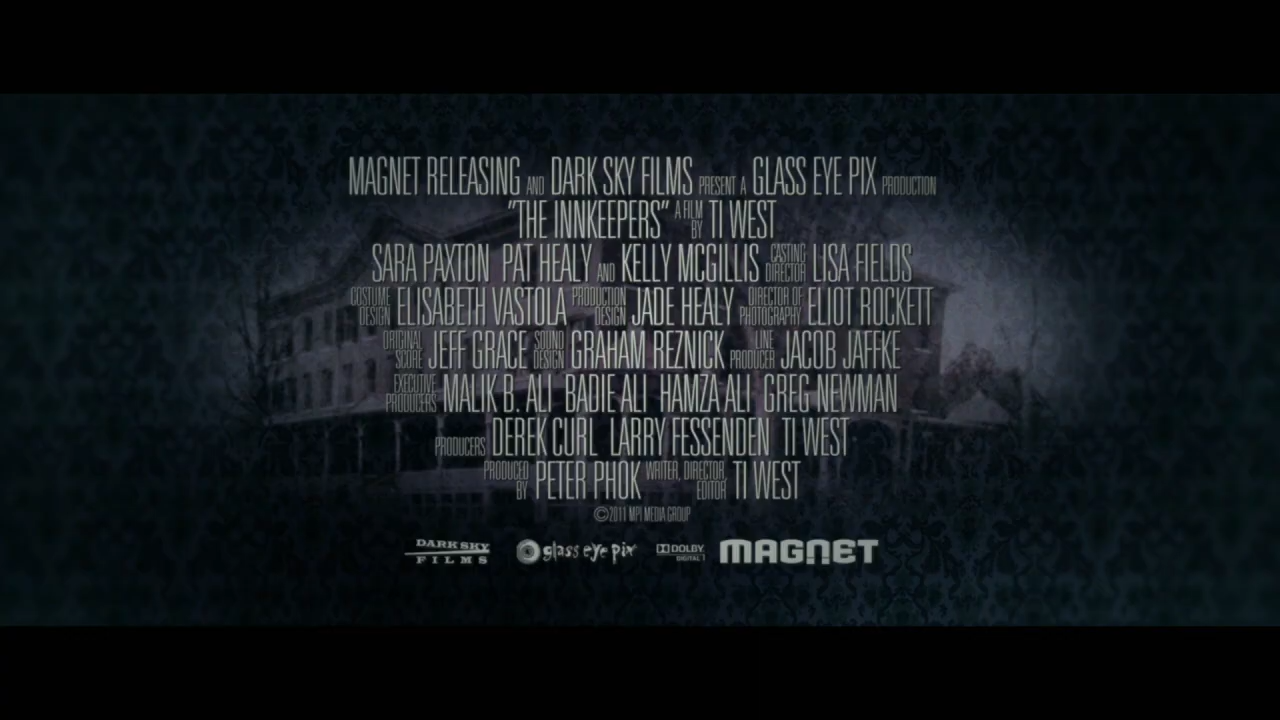 MAGNET RELEASING AND DARK SKY FILMS PRESENT A GLASS EYE PIX PRODUCTION
"THE INNKEEPERS" A FILM BY TI WEST
SARA PAXTON PAT HEALY AND KELLY MCGILLIS CASTING DIRECTOR LISA FIELDS
COSTUME DESIGN ELISABETH VASTOLA PRODUCTION DESIGN JADE HEALY DIRECTOR OF PHOTOGRAPHY ELIOT ROCKETT
ORIGINAL SCORE JEFF GRACE SOUND DESIGN GRAHAM REZNICK LINE PRODUCER JACOB JAFFKE
EXECUTIVE PRODUCERS MALIK B. ALI BADIE ALI HAMZA ALI GREG NEWMAN
PRODUCERS DEREK CURL LARRY FESSENDEN TI WEST
PRODUCED BY PETER PHOK WRITER, DIRECTOR, EDITOR TI WEST
©2011 MPI MEDIA GROUP
DARK SKY FILMS glass eye pix DOLBY DIGITAL MAGNET